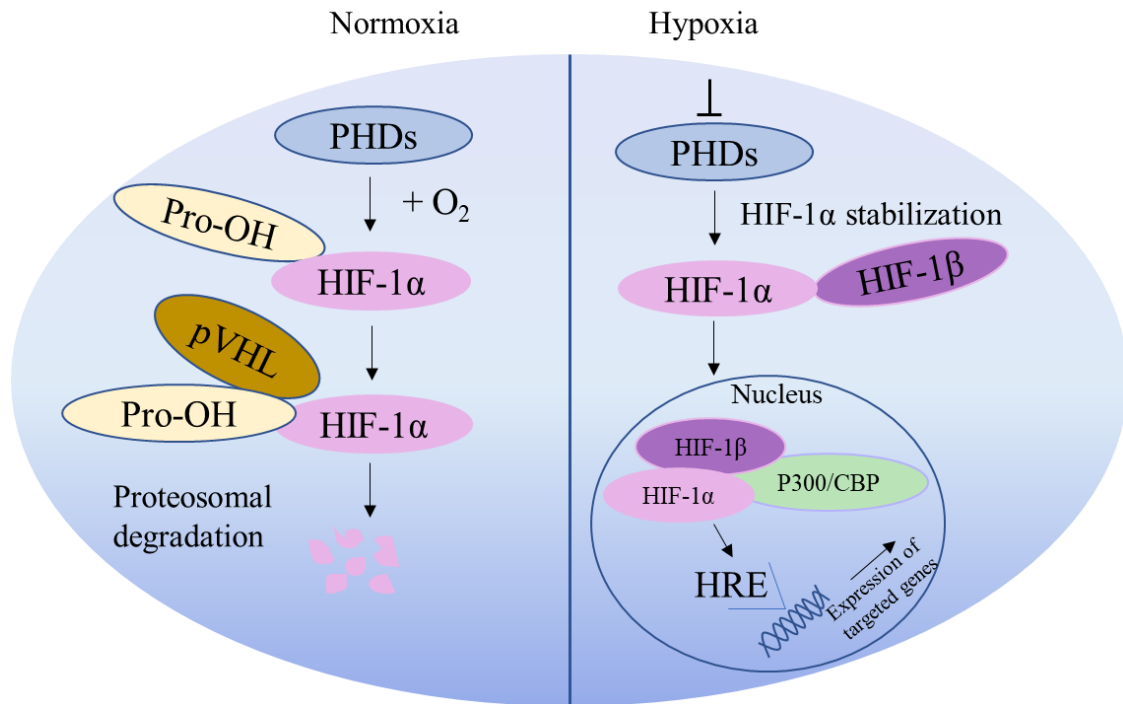 Normoxia
Hypoxia
PHDs
+ O₂
Pro-OH
HIF-1α
pVHL
Pro-OH
HIF-1α
Proteosomal
degradation
PHDs
HIF-1α stabilization
HIF-1α
HIF-1β
Nucleus
HIF-1β
P300/CBP
HIF-1α
HRE
Expression of
targeted genes